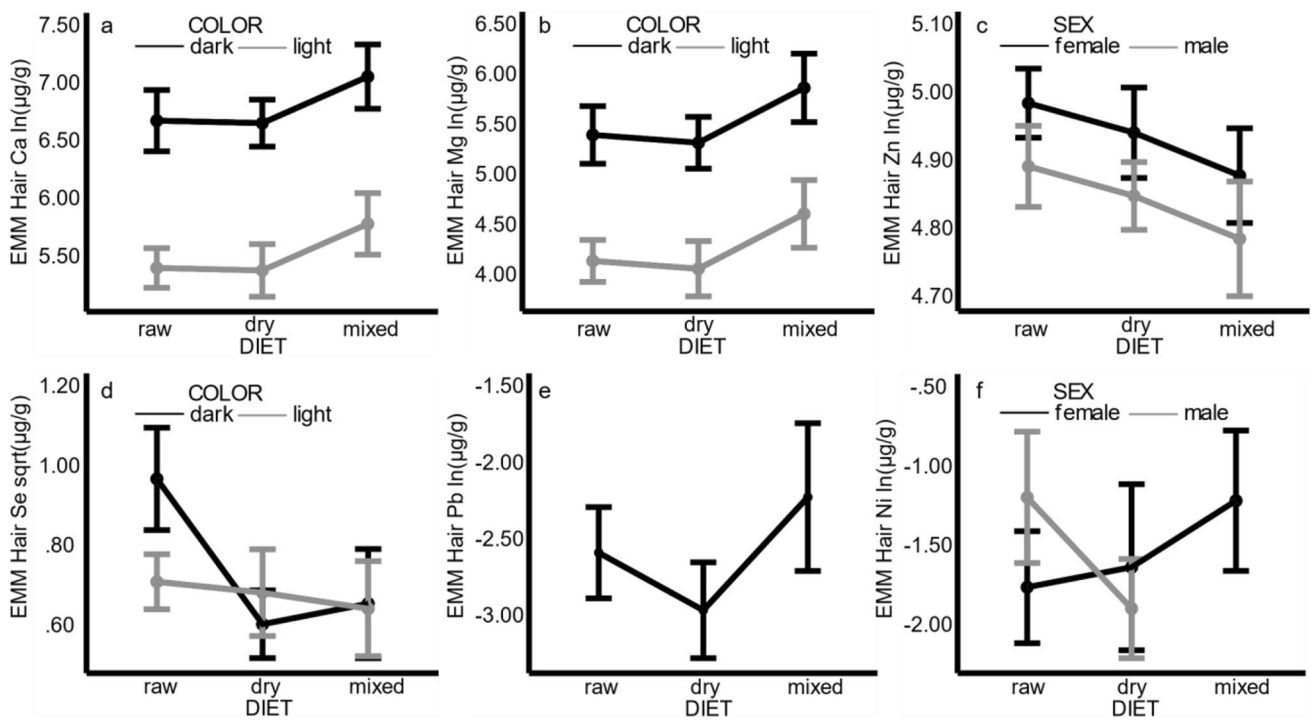 a
COLOR
dark light
EMM Hair Ca ln(µg/g)
7.50
7.00
6.50
6.00
5.50
raw dry mixed
DIET
b
COLOR
dark light
EMM Hair Mg ln(µg/g)
6.50
6.00
5.50
5.00
4.50
4.00
raw dry mixed
DIET
c
SEX
female male
EMM Hair Zn ln(µg/g)
5.10
5.00
4.90
4.80
4.70
raw dry mixed
DIET
d
COLOR
dark light
EMM Hair Se sqrt(µg/g)
1.20
1.00
.80
.60
raw dry mixed
DIET
e
EMM Hair Pb ln(µg/g)
-1.50
-2.00
-2.50
-3.00
raw dry mixed
DIET
f
SEX
female male
EMM Hair Ni ln(µg/g)
-.50
-1.00
-1.50
-2.00
raw dry mixed
DIET